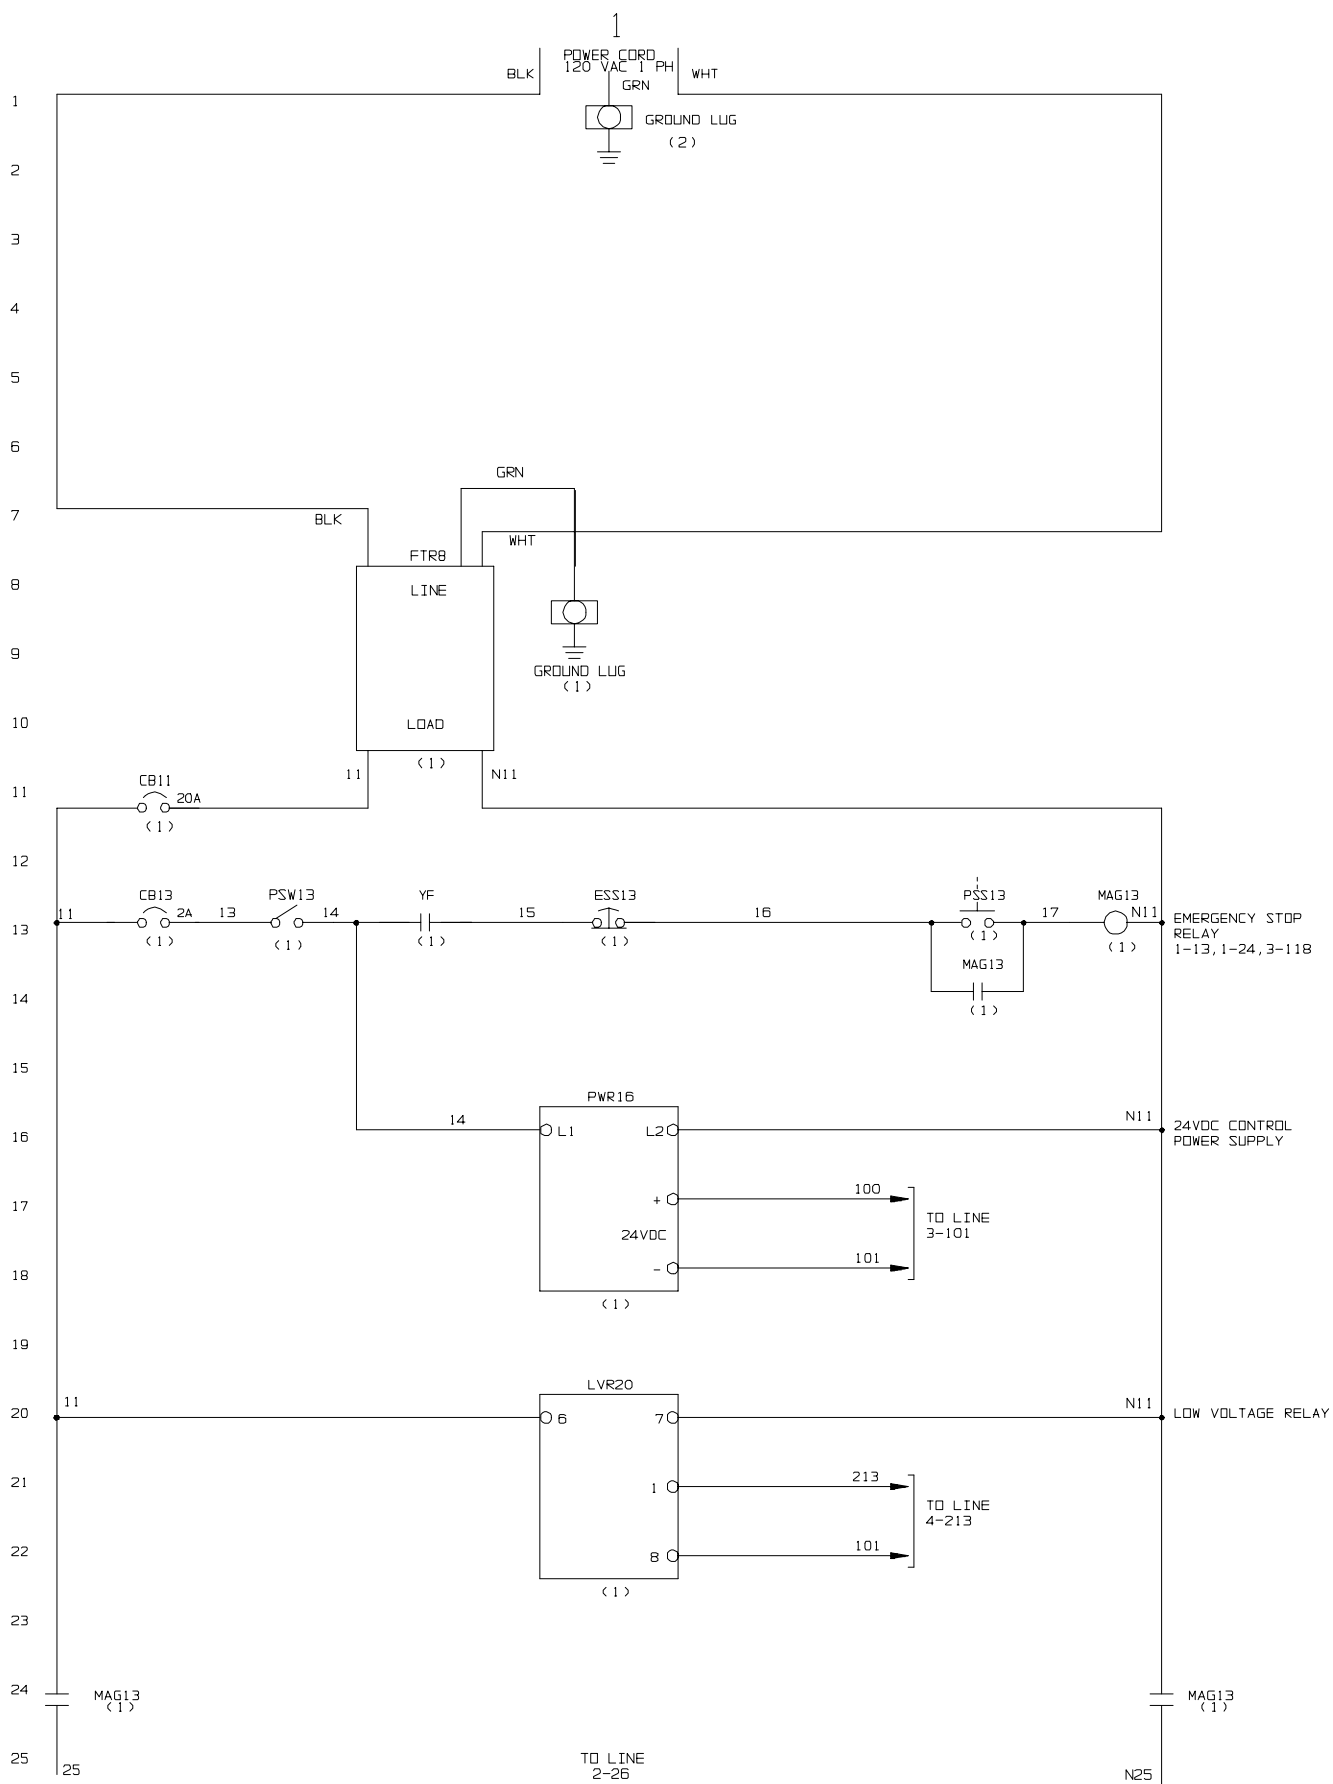 1
POWER CORD
120 VAC 1 PH
BLK
WHT
GRN
1
GROUND LUG
(2)
2
3
4
5
6
GRN
7
BLK
WHT
FTR8
8
LINE
9
GROUND LUG
(1)
10
LOAD
(1)
11
N11
11
CB11
20A
(1)
12
CB13
PSW13
YF
ESS13
PSS13
MAG13
13
11
2A
13
14
15
16
17
N11
EMERGENCY STOP
RELAY
1-13,1-24,3-118
(1)
(1)
(1)
(1)
(1)
(1)
MAG13
14
(1)
15
PWR16
16
14
L1
L2
N11
24VDC CONTROL
POWER SUPPLY
17
+
100
TO LINE
3-101
24VDC
18
-
101
(1)
19
LVR20
20
11
6
7
N11
LOW VOLTAGE RELAY
21
1
213
TO LINE
4-213
22
8
101
(1)
23
24
MAG13
(1)
MAG13
(1)
25
25
TO LINE
2-26
N25